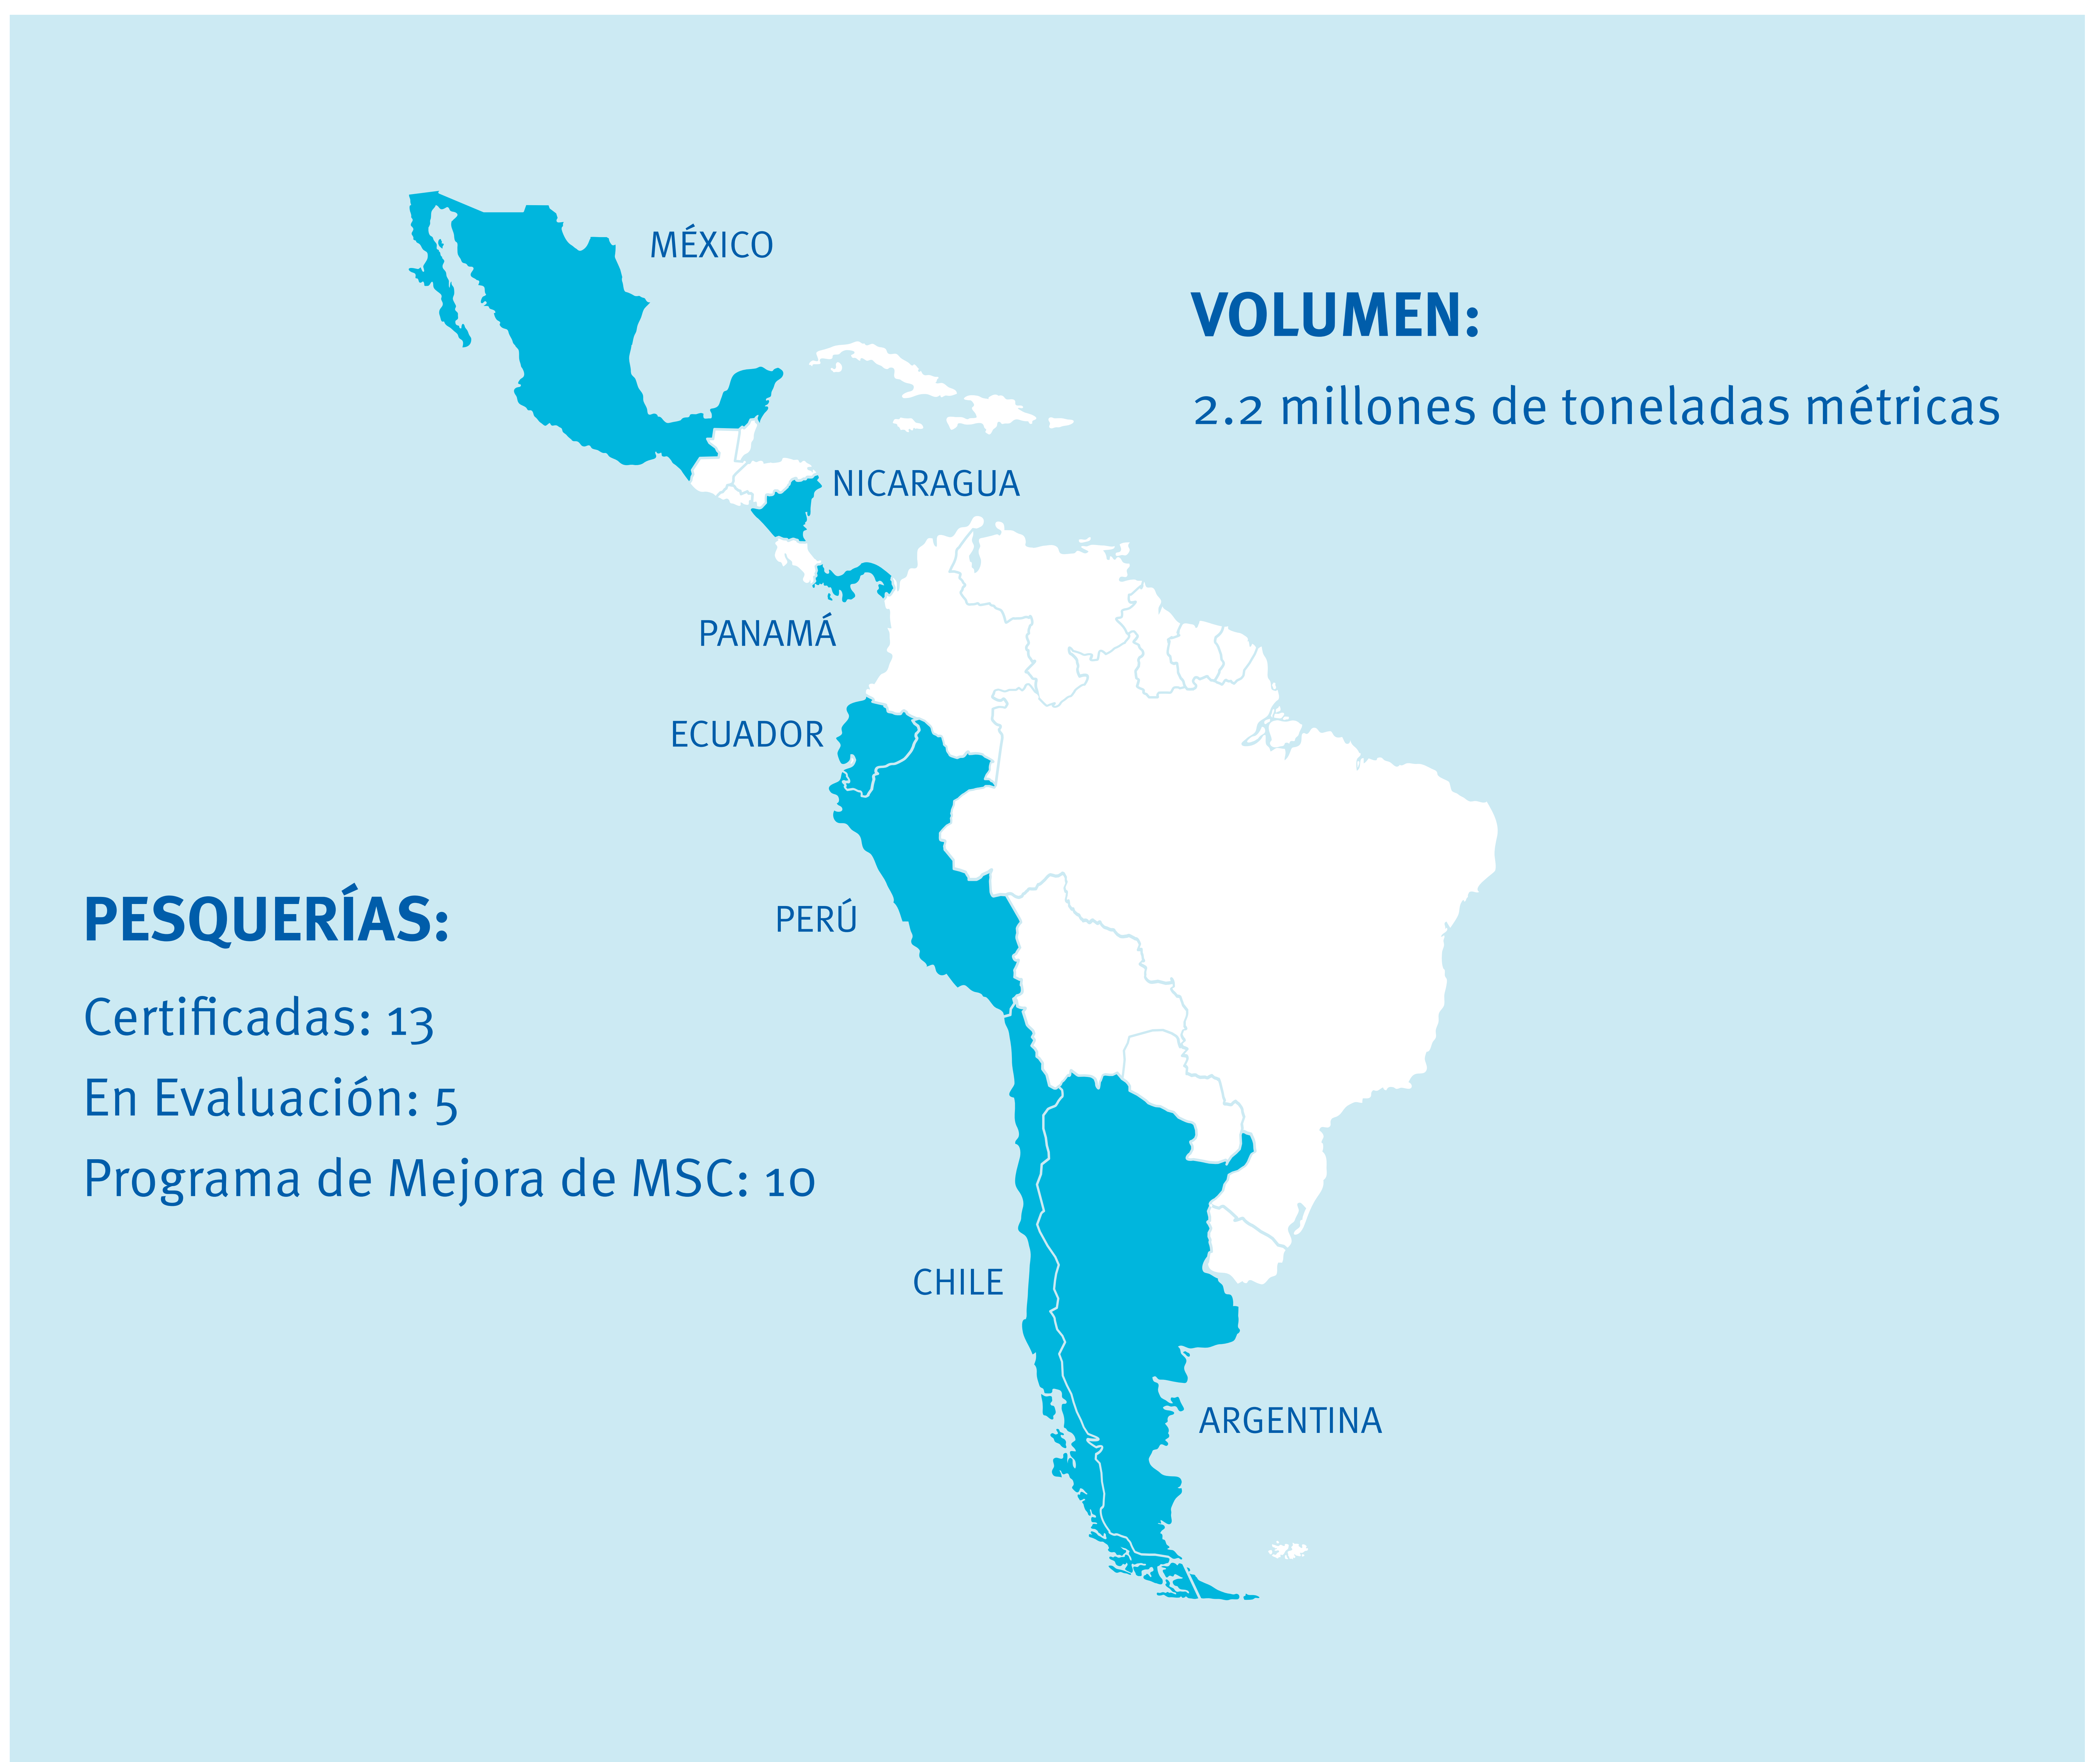 MÉXICO
VOLUMEN:
2.2 millones de toneladas métricas
NICARAGUA
PANAMÁ
ECUADOR
PERÚ
PESQUERÍAS:
Certificadas: 13
En Evaluación: 5
Programa de Mejora de MSC: 10
CHILE
ARGENTINA